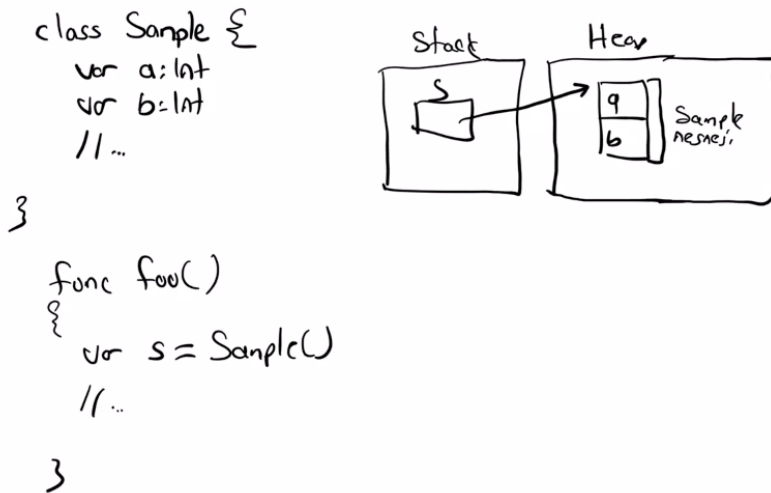 class Sample {
var a: Int
var b: Int
//...
}
func foo()
{
var s = Sample()
//...
}
Stack
Heap
s
a
b
Sample
nesnesi